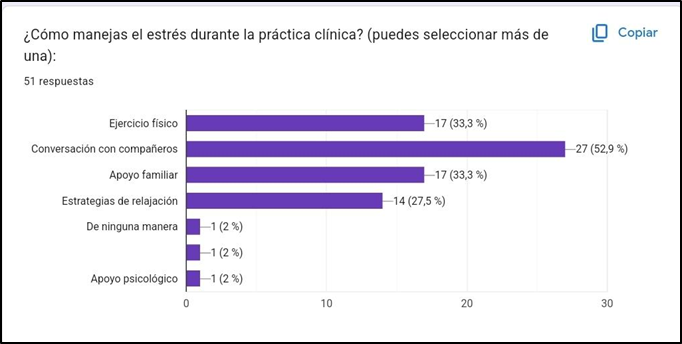 ¿Cómo manejas el estrés durante la práctica clínica? (puedes seleccionar más de
una):
Copiar
51 respuestas
Ejercicio físico
17 (33,3 %)
Conversación con compañeros
27 (52,9 %)
Apoyo familiar
17 (33,3 %)
Estrategias de relajación
14 (27,5 %)
De ninguna manera
1 (2 %)
1 (2 %)
Apoyo psicológico
1 (2 %)
0
10
20
30